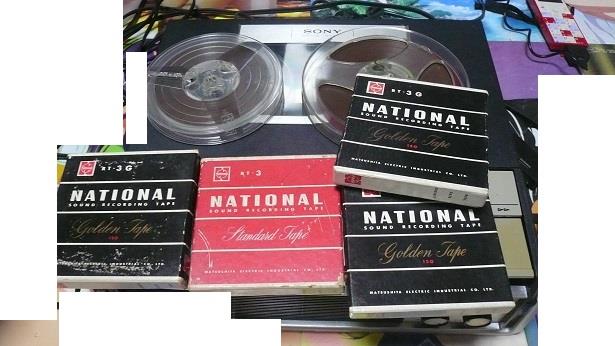 SONY
RT-3G
NATIONAL
SOUND RECORDING TAPE
Golden Tape
150
MATSUSHITA ELECTRIC INDUSTRIAL CO. LTD.
RT-3G
NATIONAL
SOUND RECORDING TAPE
Golden Tape
150
RT-3
NATIONAL
SOUND RECORDING TAPE
Standard Tape
MATSUSHITA ELECTRIC INDUSTRIAL CO. LTD.
NATIONAL
SOUND RECORDING TAPE
Golden Tape
150
MATSUSHITA ELECTRIC INDUSTRIAL CO. LTD.